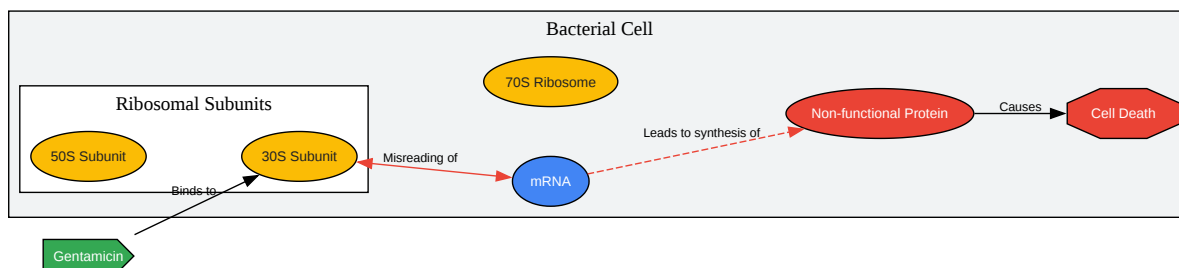 Bacterial Cell
70S Ribosome
Ribosomal Subunits
Non-functional Protein
Causes
Cell Death
Leads to synthesis of
50S Subunit
30S Subunit
Misreading of
mRNA
Binds to
Gentamicin